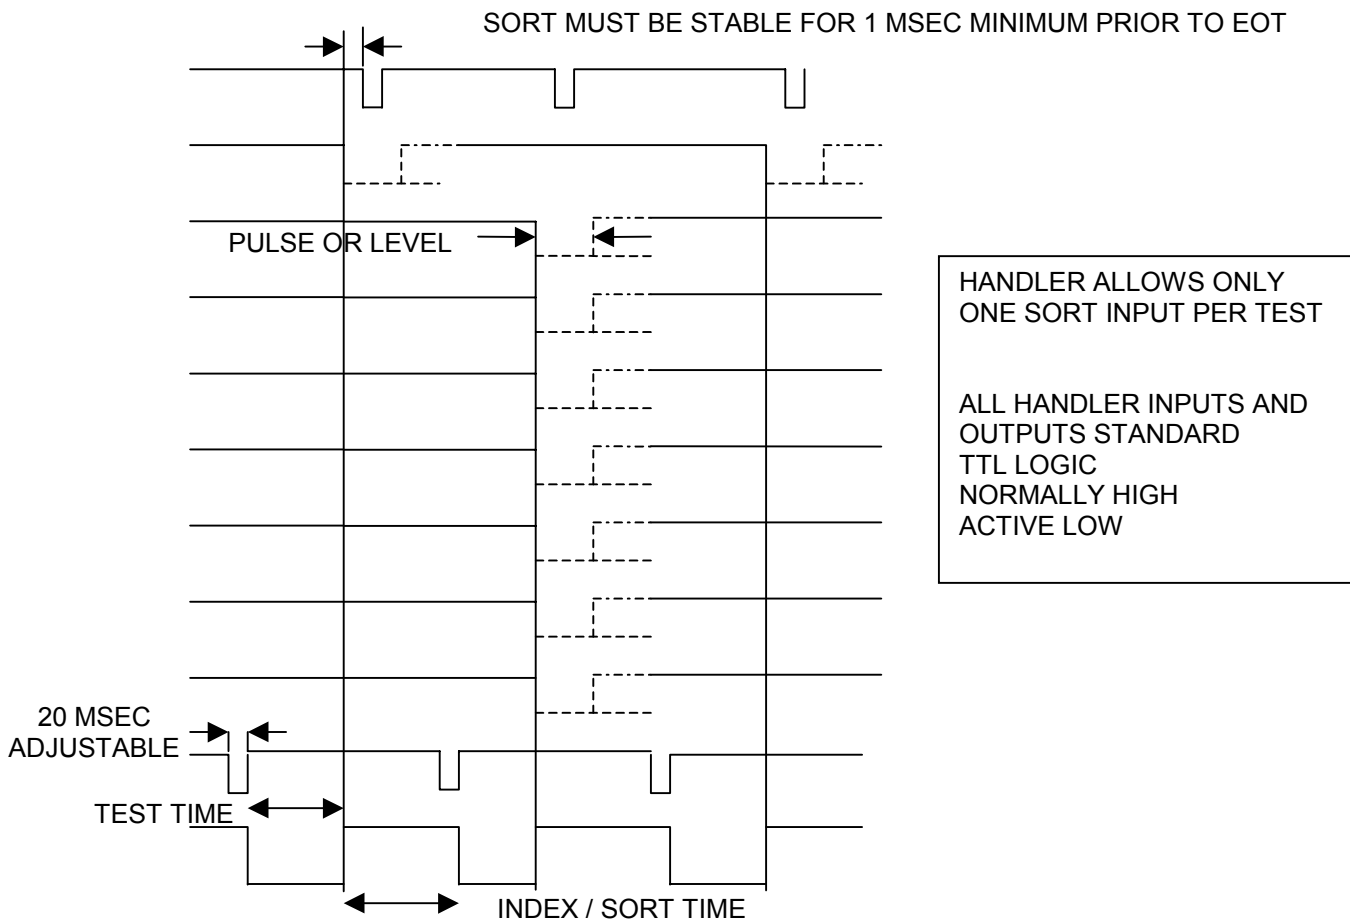 SORT MUST BE STABLE FOR 1 MSEC MINIMUM PRIOR TO EOT
PULSE OR LEVEL
HANDLER ALLOWS ONLY
ONE SORT INPUT PER TEST
ALL HANDLER INPUTS AND
OUTPUTS STANDARD
TTL LOGIC
NORMALLY HIGH
ACTIVE LOW
20 MSEC
ADJUSTABLE
TEST TIME
INDEX / SORT TIME